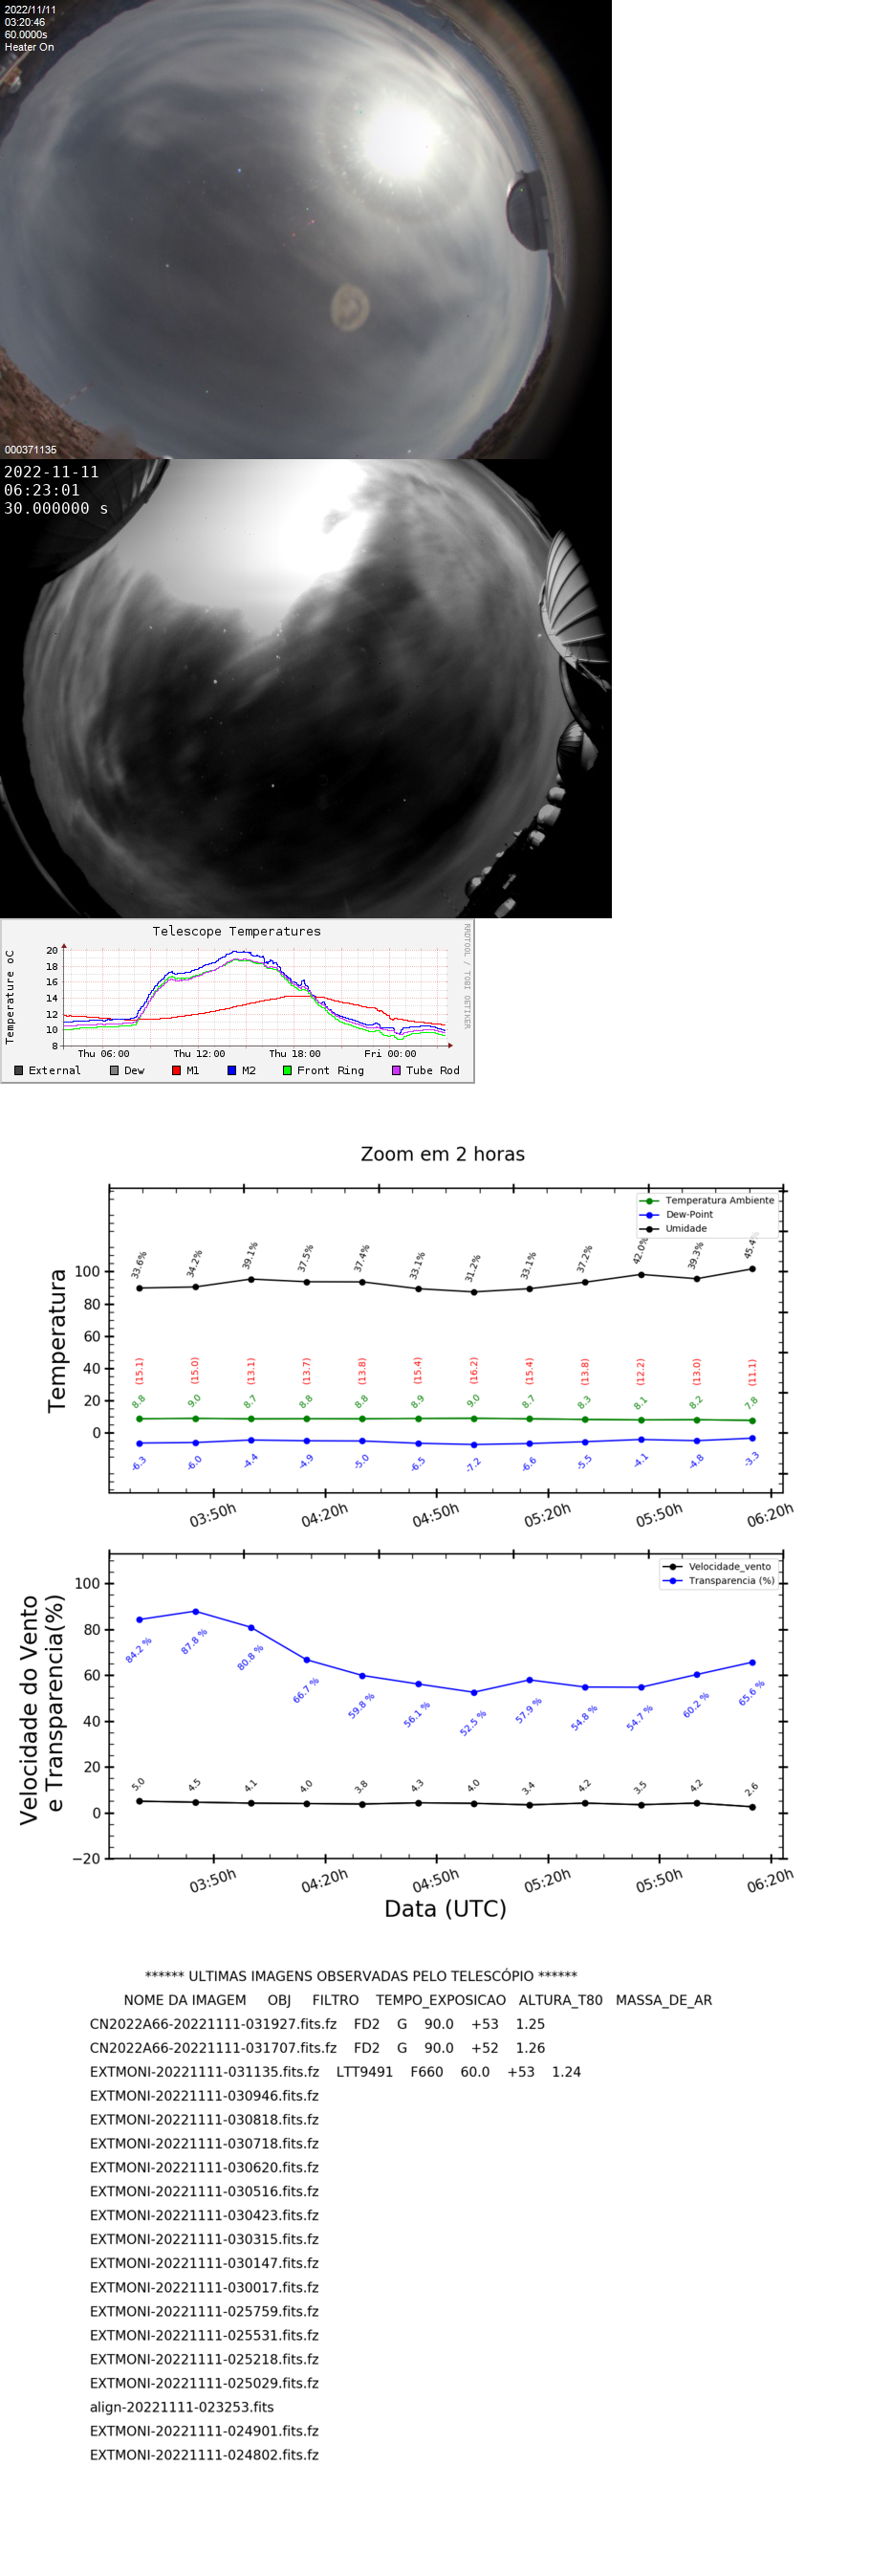 2022/11/11
03:20:46
60.0000s
Heater On
000371135
2022-11-11
06:23:01
30.000000 s
Telescope Temperatures
RRDTOOL / TOBI OETIKER
Temperature oC
20
18
16
14
12
10
8
Thu 06:00 Thu 12:00 Thu 18:00 Fri 00:00
External Dew M1 M2 Front Ring Tube Rod
Zoom em 2 horas
Temperatura Ambiente
Dew-Point
Umidade
Temperatura
100
80
60
40
20
0
33.6% 34.2% 39.1% 37.5% 37.4% 33.1% 31.2% 33.1% 37.2% 42.0% 39.3% 45.4%
(15.1) (15.0) (13.1) (13.7) (13.8) (15.4) (16.2) (15.4) (13.8) (12.2) (13.0) (11.1)
8.8 9.0 8.7 8.8 8.8 8.9 9.0 8.7 8.3 8.1 8.2 7.8
-6.3 -6.0 -4.4 -4.9 -5.0 -6.5 -7.2 -6.6 -5.5 -4.1 -4.8 -3.3
03:50h 04:20h 04:50h 05:20h 05:50h 06:20h
Velocidade_vento
Transparencia (%)
Velocidade do Vento
e Transparencia(%)
100
80
60
40
20
0
−20
84.2 % 87.8 % 80.8 % 66.7 % 59.8 % 56.1 % 52.5 % 57.9 % 54.8 % 54.7 % 60.2 % 65.6 %
5.0 4.5 4.1 4.0 3.8 4.3 4.0 3.4 4.2 3.5 4.2 2.6
03:50h 04:20h 04:50h 05:20h 05:50h 06:20h
Data (UTC)
****** ULTIMAS IMAGENS OBSERVADAS PELO TELESCÓPIO ******
NOME DA IMAGEM OBJ FILTRO TEMPO_EXPOSICAO ALTURA_T80 MASSA_DE_AR
CN2022A66-20221111-031927.fits.fz FD2 G 90.0 +53 1.25
CN2022A66-20221111-031707.fits.fz FD2 G 90.0 +52 1.26
EXTMONI-20221111-031135.fits.fz LTT9491 F660 60.0 +53 1.24
EXTMONI-20221111-030946.fits.fz
EXTMONI-20221111-030818.fits.fz
EXTMONI-20221111-030718.fits.fz
EXTMONI-20221111-030620.fits.fz
EXTMONI-20221111-030516.fits.fz
EXTMONI-20221111-030423.fits.fz
EXTMONI-20221111-030315.fits.fz
EXTMONI-20221111-030147.fits.fz
EXTMONI-20221111-030017.fits.fz
EXTMONI-20221111-025759.fits.fz
EXTMONI-20221111-025531.fits.fz
EXTMONI-20221111-025218.fits.fz
EXTMONI-20221111-025029.fits.fz
align-20221111-023253.fits
EXTMONI-20221111-024901.fits.fz
EXTMONI-20221111-024802.fits.fz